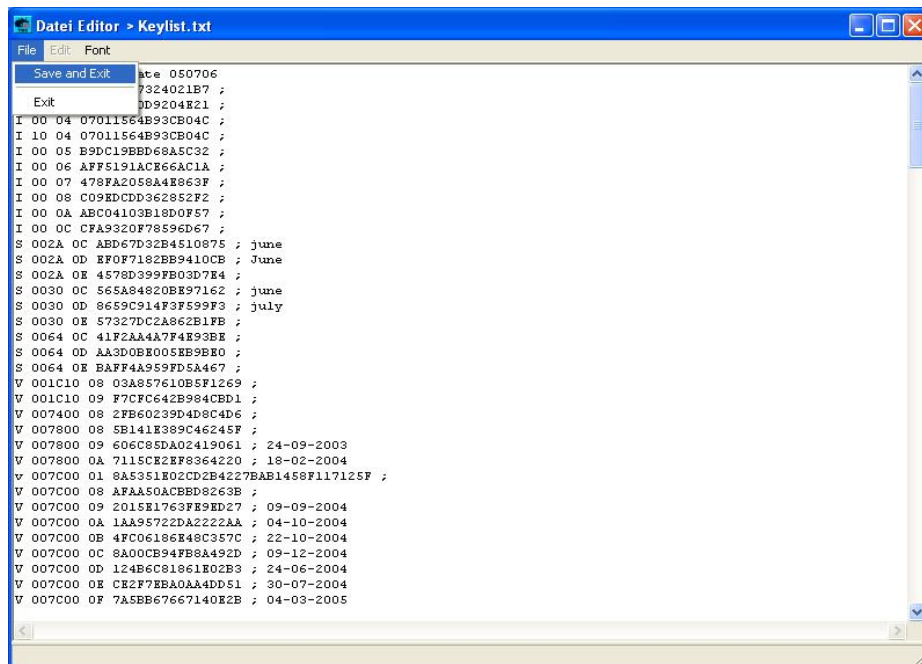 Datei Editor > Keylist.txt
File Edit Font
Save and Exit
Exit
ate 050706
7324021B7 ;
0D9204E21 ;
I 00 04 07011564B93CB04C ;
I 10 04 07011564B93CB04C ;
I 00 05 B9DC19BBD68A5C32 ;
I 00 06 AFF5191ACE66AC1A ;
I 00 07 478FA2058A4E863F ;
I 00 08 C09EDCDD362852F2 ;
I 00 0A ABC04103B18D0F57 ;
I 00 0C CFA9320F78596D67 ;
S 002A 0C ABD67D32B4510875 ; june
S 002A 0D EF0F7182BB9410CB ; June
S 002A 0E 4578D399FB03D7E4 ;
S 0030 0C 565A84820BE97162 ; june
S 0030 0D 8659C914F3F599F3 ; july
S 0030 0E 57327DC2A862B1FB ;
S 0064 0C 41F2AA4A7F4E93BE ;
S 0064 0D AA3D0BE005EB9BE0 ;
S 0064 0E BAFF4A959FD5A467 ;
V 001C10 08 03A857610B5F1269 ;
V 001C10 09 F7CFC642B984CBD1 ;
V 007400 08 2FB60239D4D8C4D6 ;
V 007800 08 5B141E389C46245F ;
V 007800 09 606C85DA02419061 ; 24-09-2003
V 007800 0A 7115CE2EF8364220 ; 18-02-2004
v 007C00 01 8A5351E02CD2B4227BAB1458F117125F ;
V 007C00 08 AFAA50ACBBD8263B ;
V 007C00 09 2015E1763FE9ED27 ; 09-09-2004
V 007C00 0A 1AA95722DA2222AA ; 04-10-2004
V 007C00 0B 4FC06186E48C357C ; 22-10-2004
V 007C00 0C 8A00CB94FB8A492D ; 09-12-2004
V 007C00 0D 124B6C81861E02B3 ; 24-06-2004
V 007C00 0E CE2F7EBA0AA4DD51 ; 30-07-2004
V 007C00 0F 7A5BB67667140E2B ; 04-03-2005